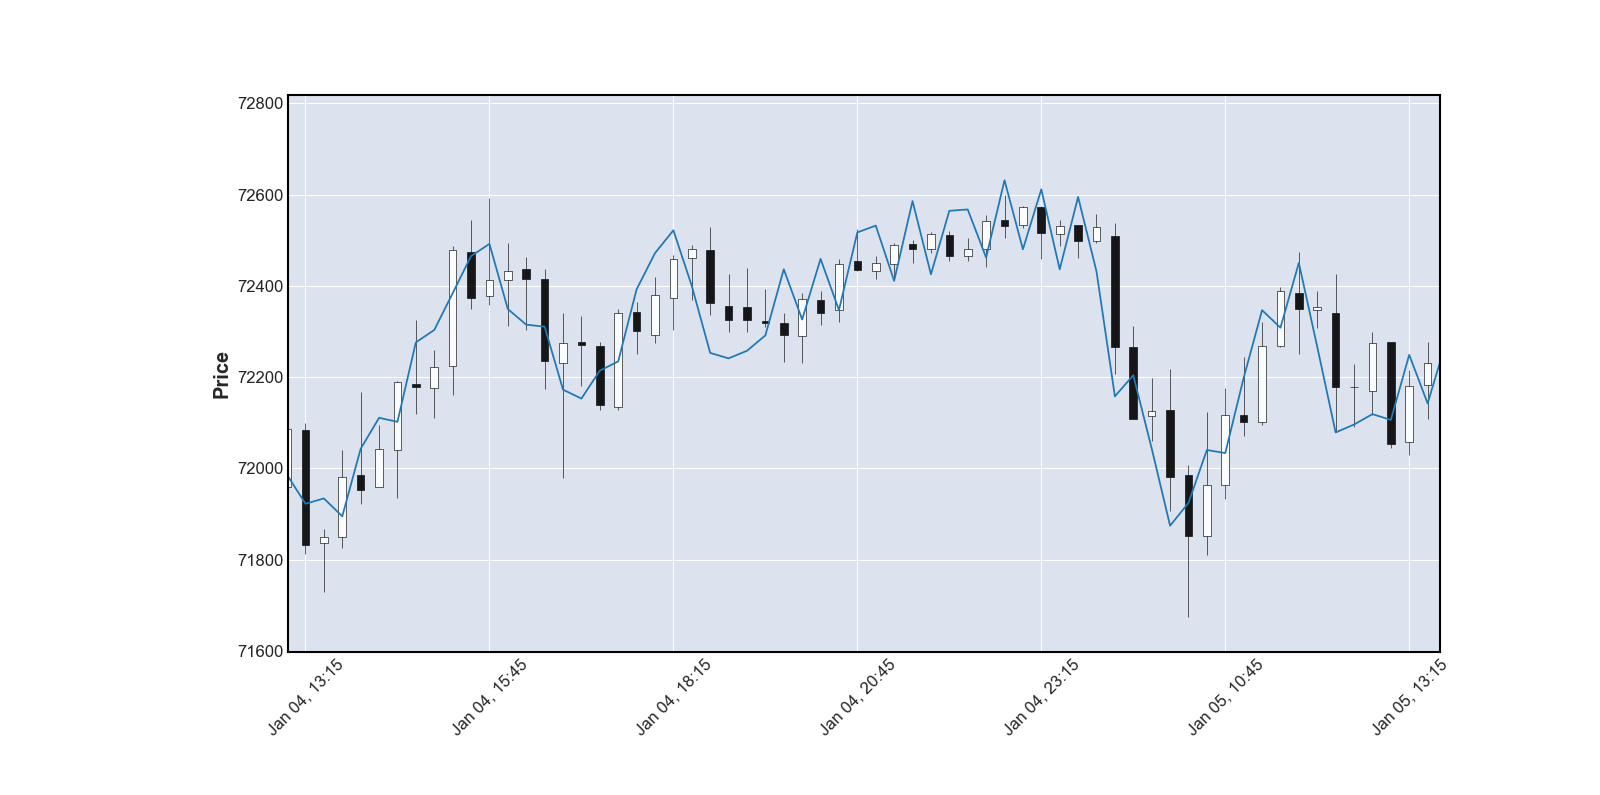 72800
72600
72400
72200
72000
71800
71600
Price
Jan 04, 13:15
Jan 04, 15:45
Jan 04, 18:15
Jan 04, 20:45
Jan 04, 23:15
Jan 05, 10:45
Jan 05, 13:15